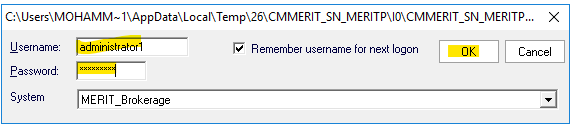 C:\Users\MOHAMM~1\AppData\Local\Temp\26\CMMERIT_SN_MERITP\I0\CMMERIT_SN_MERITP...
Username: administrator1 Remember username for next logon OK Cancel
Password: *********
System MERIT_Brokerage